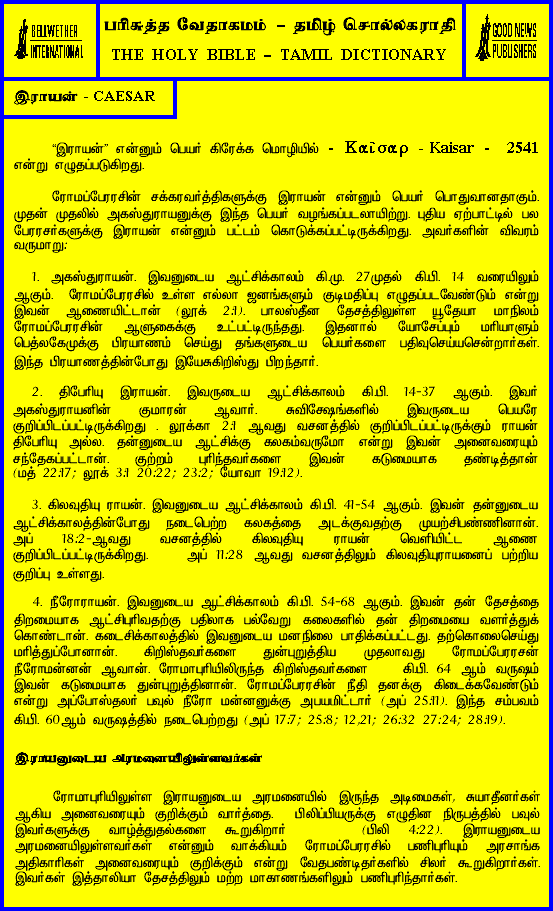 BELLWETHER
INTERNATIONAL
பரிசுத்த வேதாகமம் – தமிழ் சொல்லகராதி
THE HOLY BIBLE – TAMIL DICTIONARY
GOOD NEWS
PUBLISHERS
இராயன் - CAESAR
“இராயன்” என்னும் பெயர் கிரேக்க மொழியில் - Καῖσαρ - Kaisar - 2541
என்று எழுதப்படுகிறது.
ரோமப்பேரரசின் சக்கரவர்த்திகளுக்கு இராயன் என்னும் பெயர் பொதுவானதாகும்.
முதன் முதலில் அகஸ்துராயனுக்கு இந்த பெயர் வழங்கப்படலாயிற்று. புதிய ஏற்பாட்டில் பல
பேரரசர்களுக்கு இராயன் என்னும் பட்டம் கொடுக்கப்பட்டிருக்கிறது. அவர்களின் விவரம்
வருமாறு:
1. அகஸ்துராயன். இவனுடைய ஆட்சிக்காலம் கி.மு. 27முதல் கி.பி. 14 வரையிலும்
ஆகும். ரோமப்பேரரசில் உள்ள எல்லா ஜனங்களும் குடிமதிப்பு எழுதப்படவேண்டும் என்று
இவன் ஆணையிட்டான் (லூக் 2:1). பாலஸ்தீன தேசத்திலுள்ள யூதேயா மாநிலம்
ரோமப்பேரரசின் ஆளுகைக்கு உட்பட்டிருந்தது. இதனால் யோசேப்பும் மரியாளும்
பெத்லகேமுக்கு பிரயாணம் செய்து தங்களுடைய பெயர்களை பதிவுசெய்யசென்றார்கள்.
இந்த பிரயாணத்தின்போது இயேசுகிறிஸ்து பிறந்தார்.
2. திபேரியு இராயன். இவருடைய ஆட்சிக்காலம் கி.பி. 14-37 ஆகும். இவர்
அகஸ்துராயனின் குமாரன் ஆவார். சுவிசேஷங்களில் இவருடைய பெயரே
குறிப்பிடப்பட்டிருக்கிறது . லூக்கா 2:1 ஆவது வசனத்தில் குறிப்பிடப்பட்டிருக்கும் ராயன்
திபேரியு அல்ல. தன்னுடைய ஆட்சிக்கு கலகம்வருமோ என்று இவன் அனைவரையும்
சந்தேகப்பட்டான். குற்றம் புரிந்தவர்களை இவன் கடுமையாக தண்டித்தான்
(மத் 22:17; லூக் 3:1 20:22; 23:2; யோவா 19:12).
3. கிலவுதியு ராயன். இவனுடைய ஆட்சிக்காலம் கி.பி. 41-54 ஆகும். இவன் தன்னுடைய
ஆட்சிக்காலத்தின்போது நடைபெற்ற கலகத்தை அடக்குவதற்கு முயற்சிபண்ணினான்.
அப் 18:2-ஆவது வசனத்தில் கிலவுதியு ராயன் வெளியிட்ட ஆணை
குறிப்பிடப்பட்டிருக்கிறது. அப் 11:28 ஆவது வசனத்திலும் கிலவுதியுராயனைப் பற்றிய
குறிப்பு உள்ளது.
4. நீரோராயன். இவனுடைய ஆட்சிக்காலம் கி.பி. 54-68 ஆகும். இவன் தன் தேசத்தை
திறமையாக ஆட்சிபுரிவதற்கு பதிலாக பல்வேறு கலைகளில் தன் திறமையை வளர்த்துக்
கொண்டான். கடைசிக்காலத்தில் இவனுடைய மனநிலை பாதிக்கப்பட்டது. தற்கொலைசெய்து
மரித்துப்போனான். கிறிஸ்தவர்களை துன்புறுத்திய முதலாவது ரோமப்பேரரசன்
நீரோமன்னன் ஆவான். ரோமாபுரியிலிருந்த கிறிஸ்தவர்களை கி.பி. 64 ஆம் வருஷம்
இவன் கடுமையாக துன்புறுத்தினான். ரோமப்பேரரசின் நீதி தனக்கு கிடைக்கவேண்டும்
என்று அப்போஸ்தலர் பவுல் நீரோ மன்னனுக்கு அபயமிட்டார் (அப் 25:11). இந்த சம்பவம்
கி.பி. 60ஆம் வருஷத்தில் நடைபெற்றது (அப் 17:7; 25:8; 12,21; 26:32 27:24; 28:19).
இராயனுடைய அரமனையிலுள்ளவர்கள்
ரோமாபுரியிலுள்ள இராயனுடைய அரமனையில் இருந்த அடிமைகள், சுயாதீனர்கள்
ஆகிய அனைவரையும் குறிக்கும் வார்த்தை. பிலிப்பியருக்கு எழுதின நிருபத்தில் பவுல்
இவர்களுக்கு வாழ்த்துதல்களை கூறுகிறார் (பிலி 4:22). இராயனுடைய
அரமனையிலுள்ளவர்கள் என்னும் வாக்கியம் ரோமப்பேரரசில் பணிபுரியும் அரசாங்க
அதிகாரிகள் அனைவரையும் குறிக்கும் என்று வேதபண்டிதர்களில் சிலர் கூறுகிறார்கள்.
இவர்கள் இத்தாலியா தேசத்திலும் மற்ற மாகாணங்களிலும் பணிபுரிந்தார்கள்.